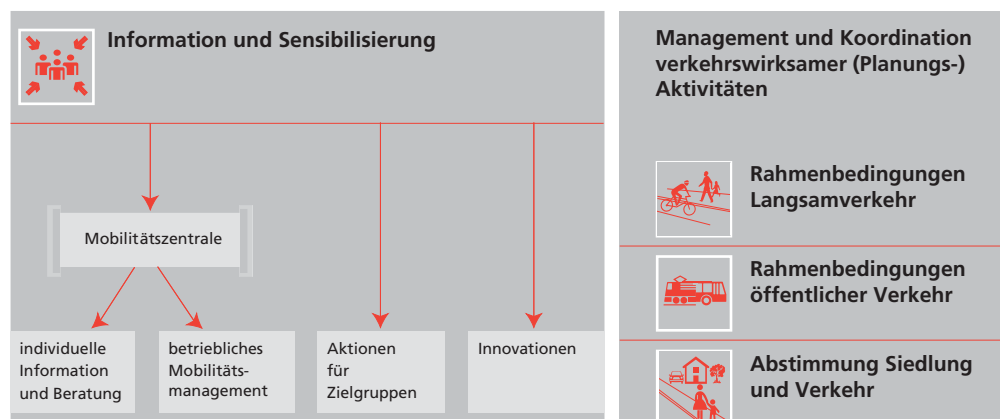 Information und Sensibilisierung
Mobilitätszentrale
individuelle
Information
und Beratung
betriebliches
Mobilitäts-
management
Aktionen
für
Zielgruppen
Innovationen
Management und Koordination
verkehrswirksamer (Planungs-)
Aktivitäten
Rahmenbedingungen
Langsamverkehr
Rahmenbedingungen
öffentlicher Verkehr
Abstimmung Siedlung
und Verkehr